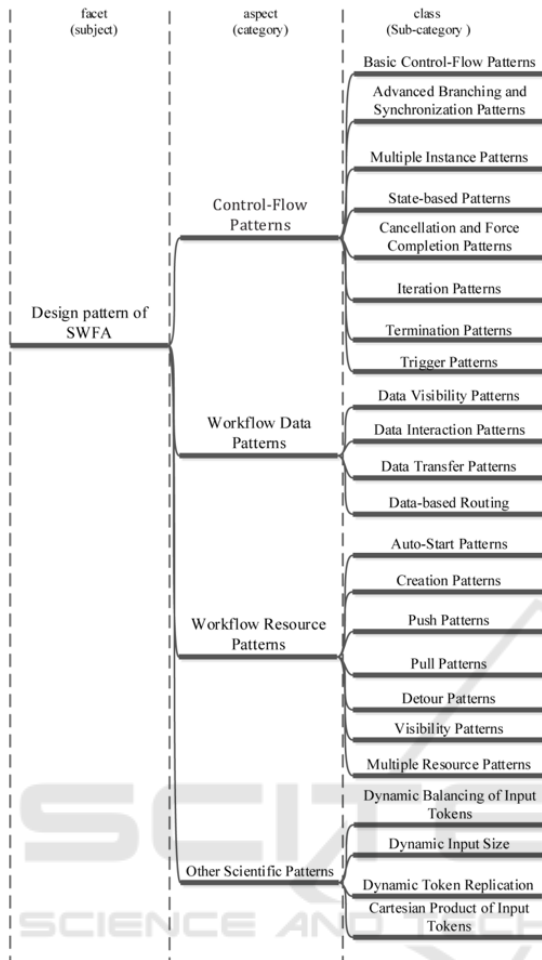 facet
(subject)
aspect
(category)
class
(Sub-category )
Basic Control-Flow Patterns
Advanced Branching and
Synchronization Patterns
Multiple Instance Patterns
State-based Patterns
Cancellation and Force
Completion Patterns
Iteration Patterns
Termination Patterns
Trigger Patterns
Control-Flow
Patterns
Design pattern of
SWFA
Data Visibility Patterns
Data Interaction Patterns
Data Transfer Patterns
Data-based Routing
Workflow Data
Patterns
Auto-Start Patterns
Creation Patterns
Push Patterns
Pull Patterns
Detour Patterns
Visibility Patterns
Multiple Resource Patterns
Workflow Resource
Patterns
Dynamic Balancing of Input
Tokens
Dynamic Input Size
Dynamic Token Replication
Cartesian Product of Input
Tokens
Other Scientific Patterns
SCIENCE AND